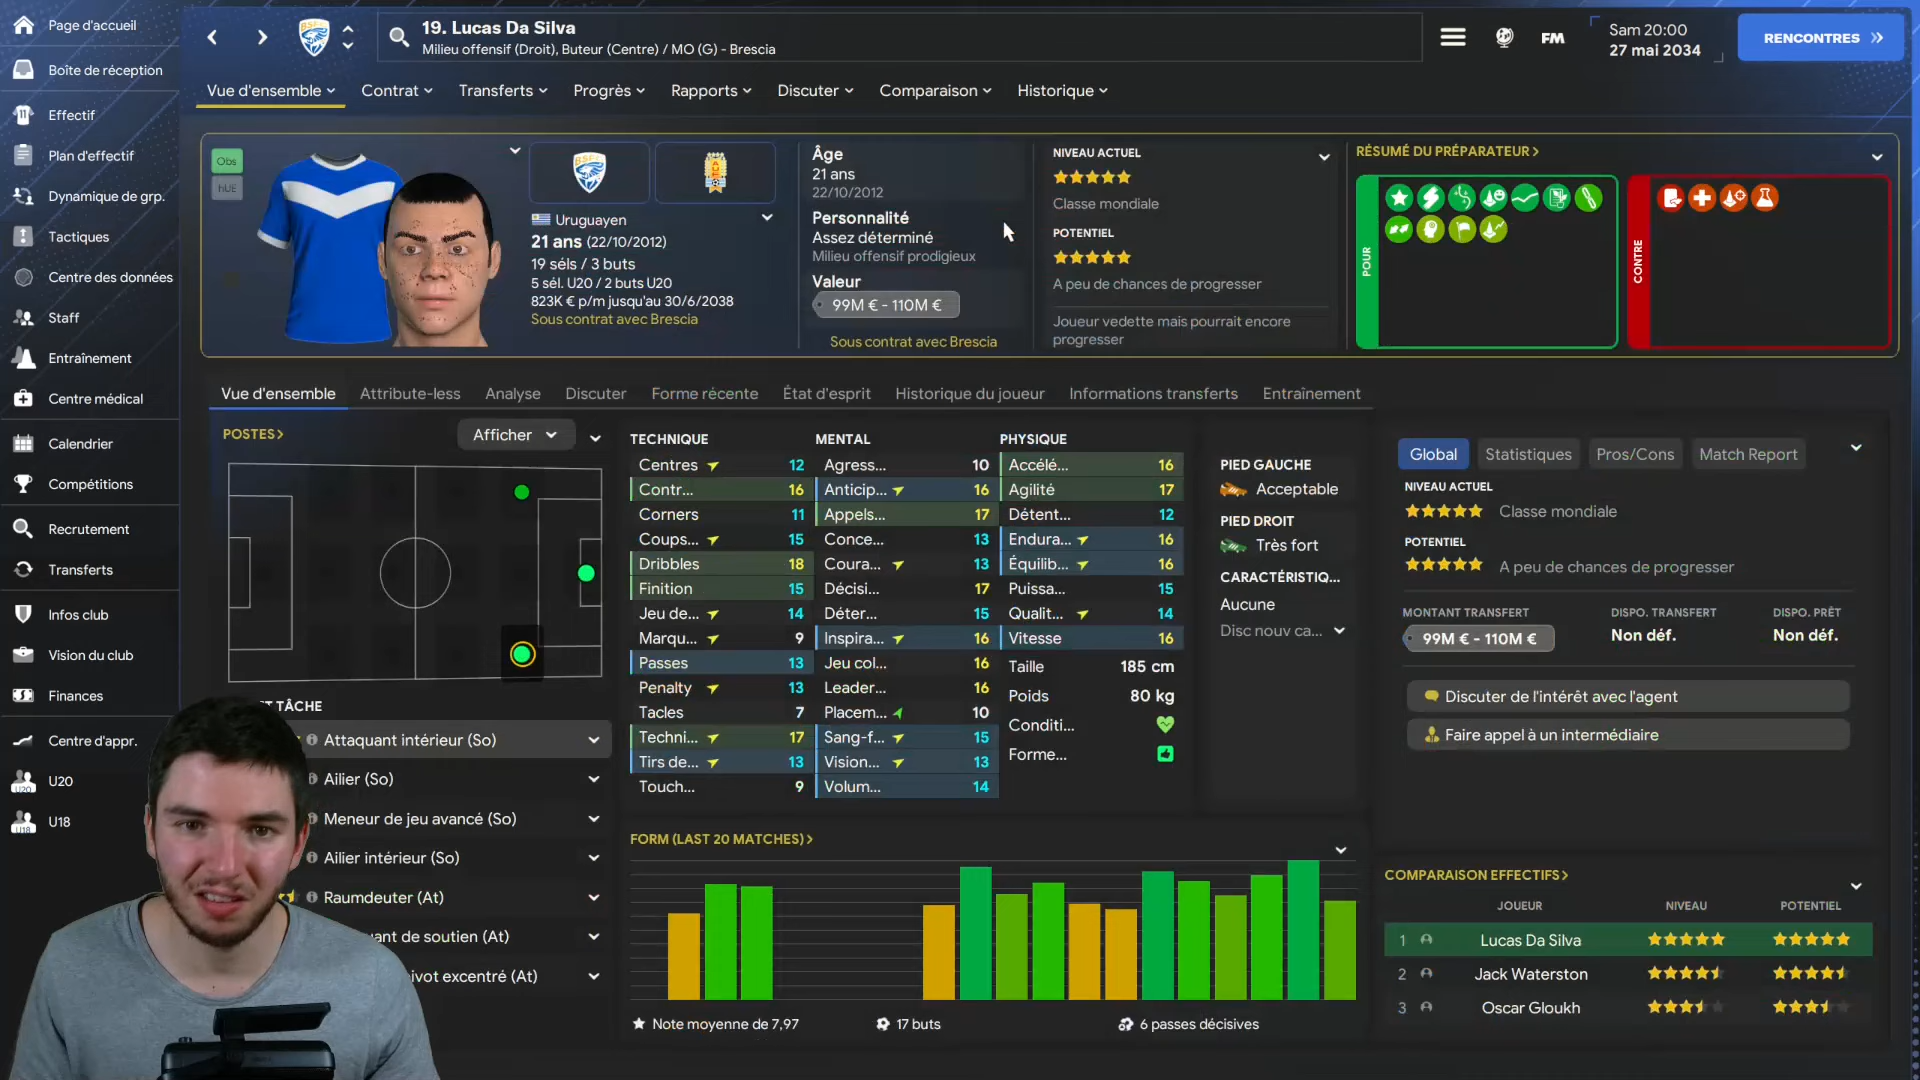 Page d'accueil
Boîte de réception
Effectif
Plan d'effectif
Dynamique de grp.
Tactiques
Centre des données
Staff
Entraînement
Centre médical
Calendrier
Compétitions
Recrutement
Transferts
Infos club
Vision du club
Finances
Centre d'appr.
U20
U18
19. Lucas Da Silva
Milieu offensif (Droit), Buteur (Centre) / MO (G) - Brescia
FM
Sam 20:00
27 mai 2034
RENCONTRES
Vue d'ensemble
Contrat
Transferts
Progrès
Rapports
Discuter
Comparaison
Historique
Obs
hUE
Uruguayen
21 ans (22/10/2012)
19 séls / 3 buts
5 sél. U20 / 2 buts U20
823K € p/m jusqu'au 30/6/2038
Sous contrat avec Brescia
Âge
21 ans
22/10/2012
Personnalité
Assez déterminé
Milieu offensif prodigieux
Valeur
99M € - 110M €
Sous contrat avec Brescia
NIVEAU ACTUEL
Classe mondiale
POTENTIEL
A peu de chances de progresser
Joueur vedette mais pourrait encore
progresser
RÉSUMÉ DU PRÉPARATEUR >
POUR
CONTRE
Vue d'ensemble
Attribute-less
Analyse
Discuter
Forme récente
État d'esprit
Historique du joueur
Informations transferts
Entraînement
POSTES >
Afficher
T TÂCHE
Attaquant intérieur (So)
Ailier (So)
Meneur de jeu avancé (So)
Ailier intérieur (So)
Raumdeuter (At)
uant de soutien (At)
ivot excentré (At)
TECHNIQUE
Centres 12
Contr... 16
Corners 11
Coups... 15
Dribbles 18
Finition 15
Jeu de... 14
Marqu... 9
Passes 13
Penalty 13
Tacles 7
Techni... 17
Tirs de... 13
Touch... 9
MENTAL
Agress... 10
Anticip... 16
Appels... 17
Conce... 13
Coura... 13
Décisi... 17
Déter... 15
Inspira... 16
Jeu col... 16
Leader... 16
Placem... 10
Sang-f... 15
Vision... 13
Volum... 14
PHYSIQUE
Accélé... 16
Agilité 17
Détent... 12
Endura... 16
Équilib... 16
Puissa... 15
Qualit... 14
Vitesse 16
Taille 185 cm
Poids 80 kg
Conditi...
Forme...
PIED GAUCHE
Acceptable
PIED DROIT
Très fort
CARACTÉRISTIQ...
Aucune
Disc nouv ca...
FORM (LAST 20 MATCHES) >
Note moyenne de 7,97
17 buts
6 passes décisives
Global
Statistiques
Pros/Cons
Match Report
NIVEAU ACTUEL
Classe mondiale
POTENTIEL
A peu de chances de progresser
MONTANT TRANSFERT
99M € - 110M €
DISPO. TRANSFERT
Non déf.
DISPO. PRÊT
Non déf.
Discuter de l'intérêt avec l'agent
Faire appel à un intermédiaire
COMPARAISON EFFECTIFS >
JOUEUR NIVEAU POTENTIEL
1 Lucas Da Silva
2 Jack Waterston
3 Oscar Gloukh